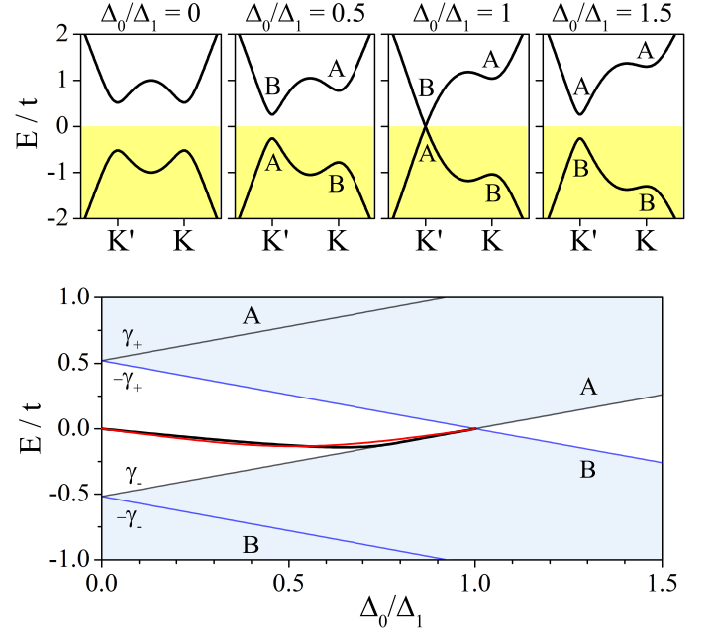 Δ₀/Δ₁ = 0 Δ₀/Δ₁ = 0.5 Δ₀/Δ₁ = 1 Δ₀/Δ₁ = 1.5
2
1
0
-1
-2
E / t
B A
A B
B A
A B
A A
B B
K' K K' K K' K K' K
1.0
0.5
0.0
-0.5
-1.0
E / t
γ₊ A
−γ₊
A
γ₋
B
−γ₋
B
0.0 0.5 1.0 1.5
Δ₀/Δ₁